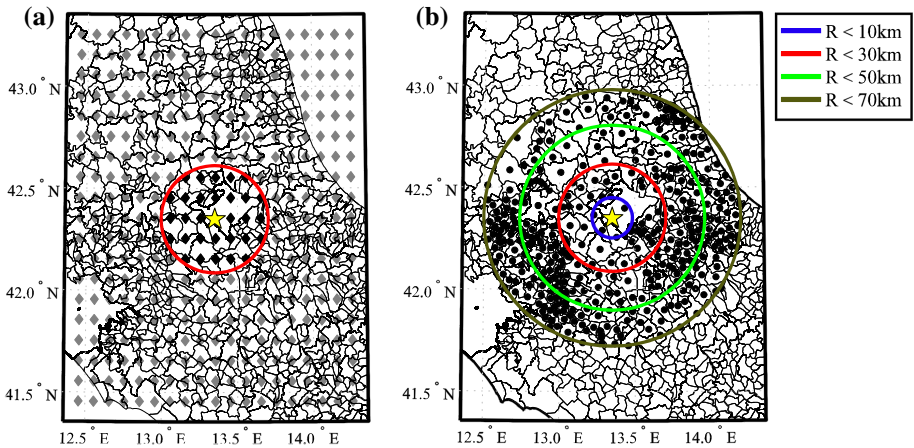 (a)
43.0° N
42.5° N
42.0° N
41.5° N
12.5° E 13.0° E 13.5° E 14.0° E
(b)
43.0° N
42.5° N
42.0° N
41.5° N
12.5° E 13.0° E 13.5° E 14.0° E
R < 10km
R < 30km
R < 50km
R < 70km